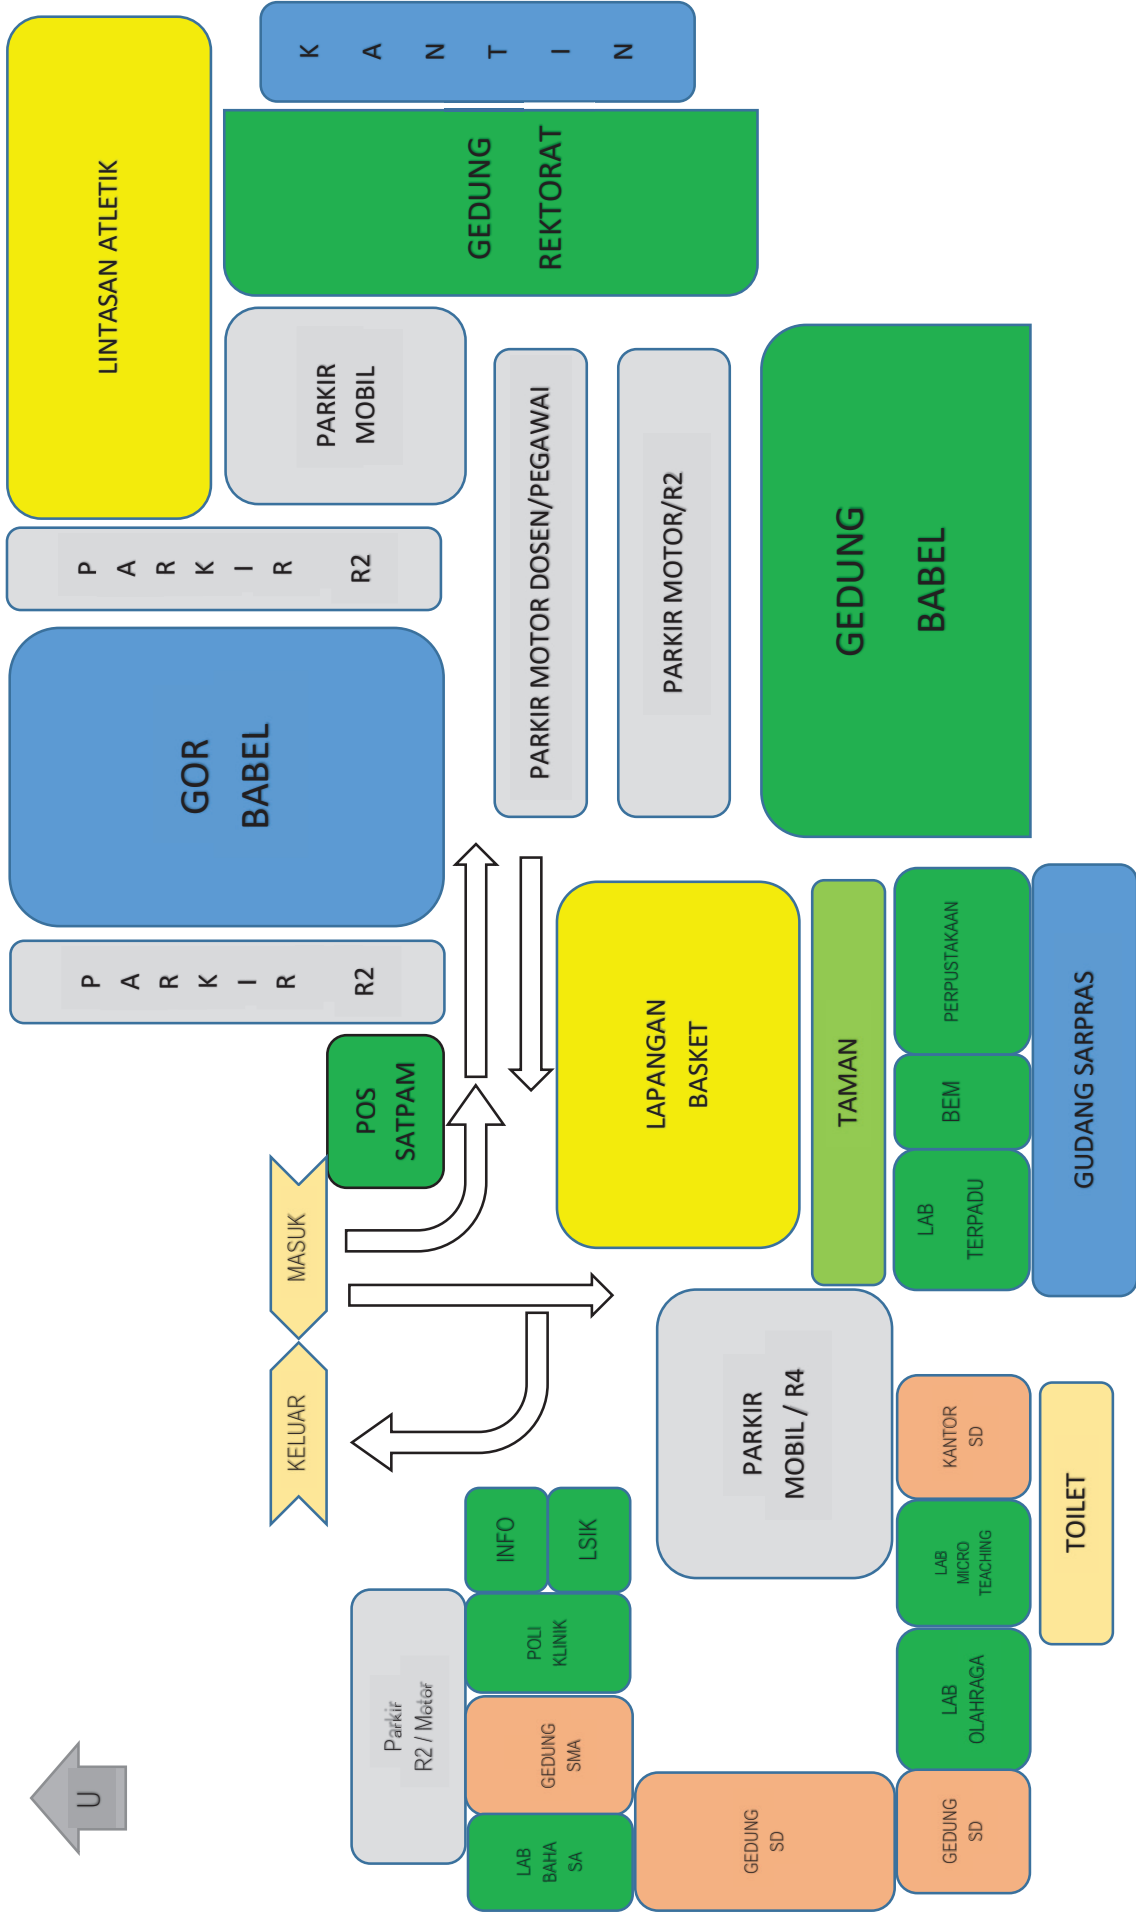 U
P
A
R
K
I
R
R2
GOR
BABEL
P
A
R
K
I
R
R2
LINTASAN ATLETIK
KELUAR
MASUK
POS
SATPAM
PARKIR
MOBIL
K
A
N
T
I
N
Parkir
R2 / Motor
GEDUNG
REKTORAT
LAB
BAHA
SA
GEDUNG
SMA
POLI
KLINIK
INFO
LSIK
PARKIR MOTOR DOSEN/PEGAWAI
LAPANGAN
BASKET
PARKIR MOTOR/R2
GEDUNG
SD
PARKIR
MOBIL / R4
TAMAN
GEDUNG
BABEL
GEDUNG
SD
LAB
OLAHRAGA
LAB
MICRO
TEACHING
KANTOR
SD
LAB
TERPADU
BEM
PERPUSTAKAAN
TOILET
GUDANG SARPRAS